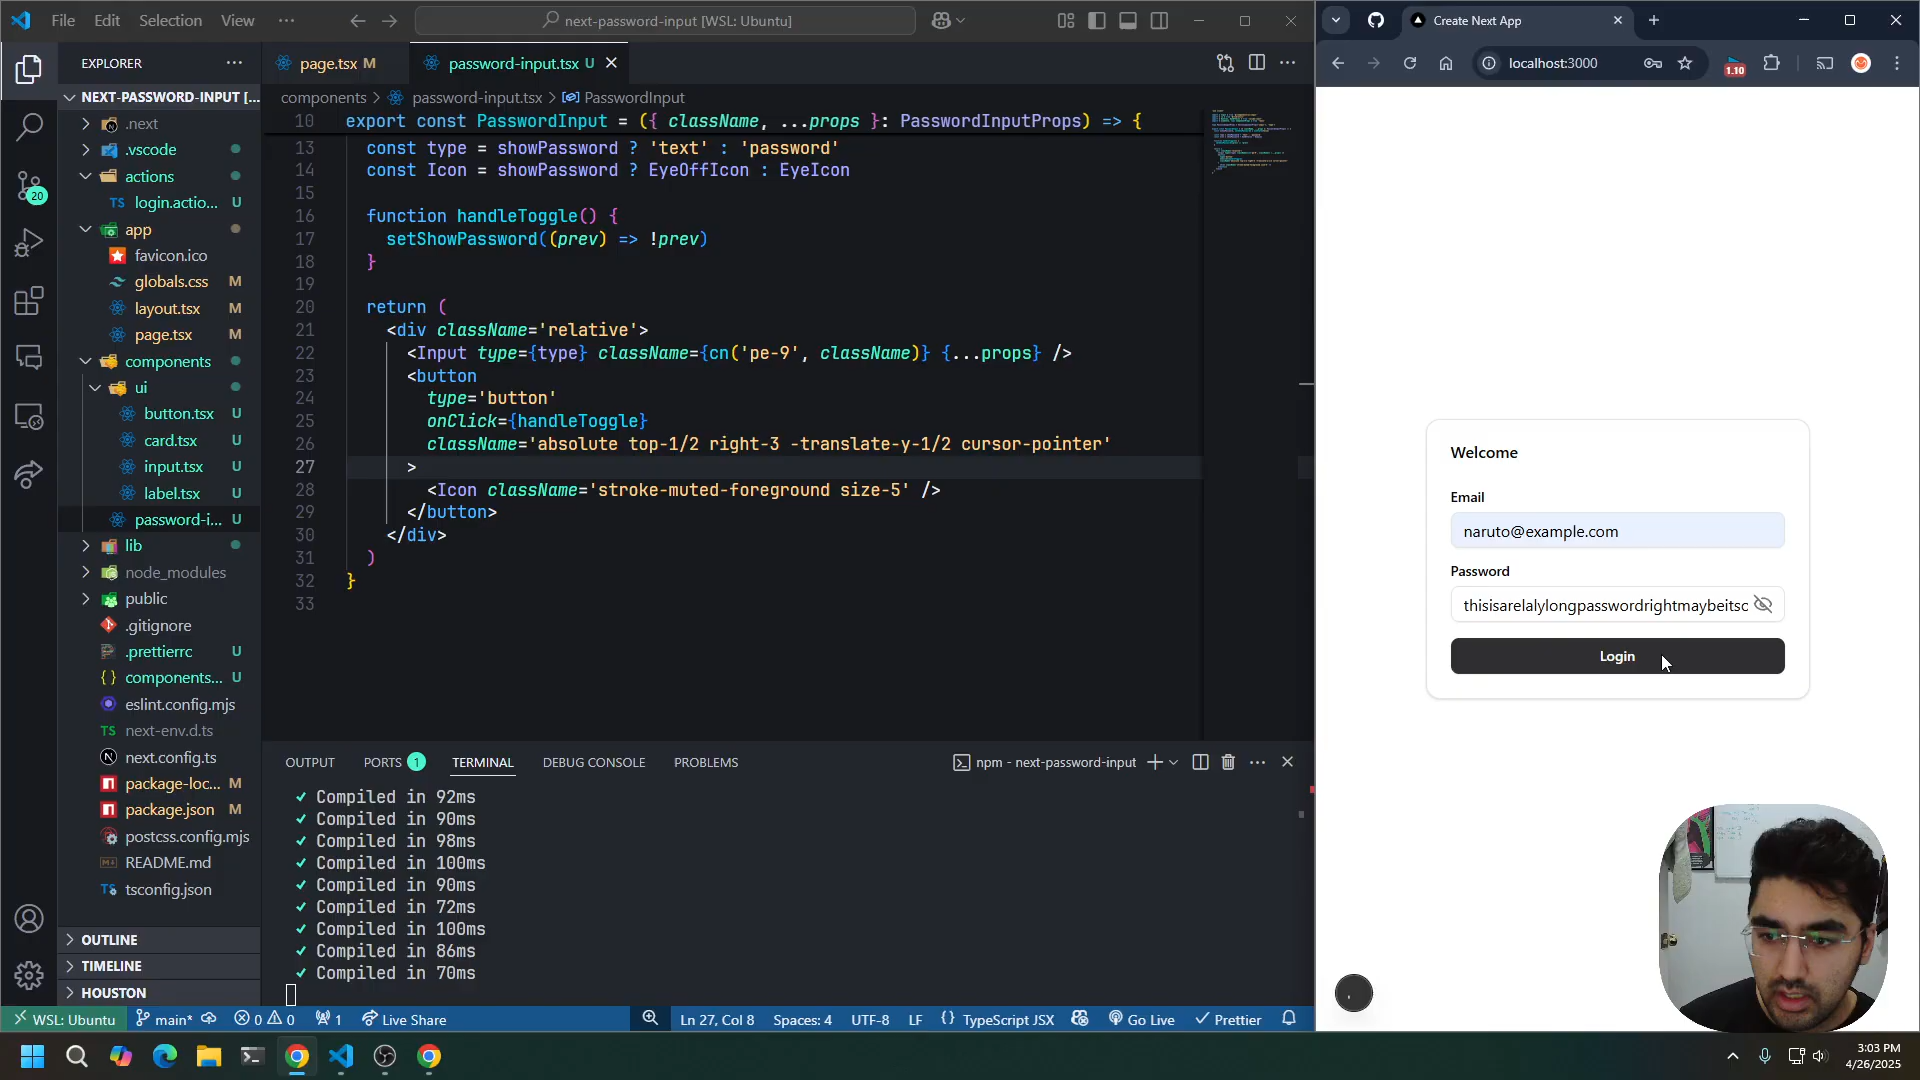 File Edit Selection View ···
next-password-input [WSL: Ubuntu]
EXPLORER
NEXT-PASSWORD-INPUT [...
.next
.vscode
actions
TS login.actio... U
app
favicon.ico
globals.css M
layout.tsx M
page.tsx M
components
ui
button.tsx U
card.tsx U
input.tsx U
label.tsx U
password-i... U
lib
node_modules
public
.gitignore
.prettierrc U
{} components... U
eslint.config.mjs
TS next-env.d.ts
N next.config.ts
package-loc... M
package.json M
postcss.config.mjs
README.md
TS tsconfig.json
OUTLINE
TIMELINE
HOUSTON
20
page.tsx M
password-input.tsx U
components > password-input.tsx > PasswordInput
10 export const PasswordInput = ({ className, ...props }: PasswordInputProps) => {
13 const type = showPassword ? 'text' : 'password'
14 const Icon = showPassword ? EyeOffIcon : EyeIcon
15
16 function handleToggle() {
17 setShowPassword((prev) => !prev)
18 }
19
20 return (
21 <div className='relative'>
22 <Input type={type} className={cn('pe-9', className)} {...props} />
23 <button
24 type='button'
25 onClick={handleToggle}
26 className='absolute top-1/2 right-3 -translate-y-1/2 cursor-pointer'
27 >
28 <Icon className='stroke-muted-foreground size-5' />
29 </button>
30 </div>
31 )
32 }
33
OUTPUT PORTS 1 TERMINAL DEBUG CONSOLE PROBLEMS
npm - next-password-input
✓ Compiled in 92ms
✓ Compiled in 90ms
✓ Compiled in 98ms
✓ Compiled in 100ms
✓ Compiled in 90ms
✓ Compiled in 72ms
✓ Compiled in 100ms
✓ Compiled in 86ms
✓ Compiled in 70ms
WSL: Ubuntu main* 0 0 1 Live Share
Ln 27, Col 8 Spaces: 4 UTF-8 LF {} TypeScript JSX Go Live Prettier
Create Next App
localhost:3000
1.10
Welcome
Email
naruto@example.com
Password
thisisarelalylongpasswordrightmaybeitsc
Login
3:03 PM
4/26/2025